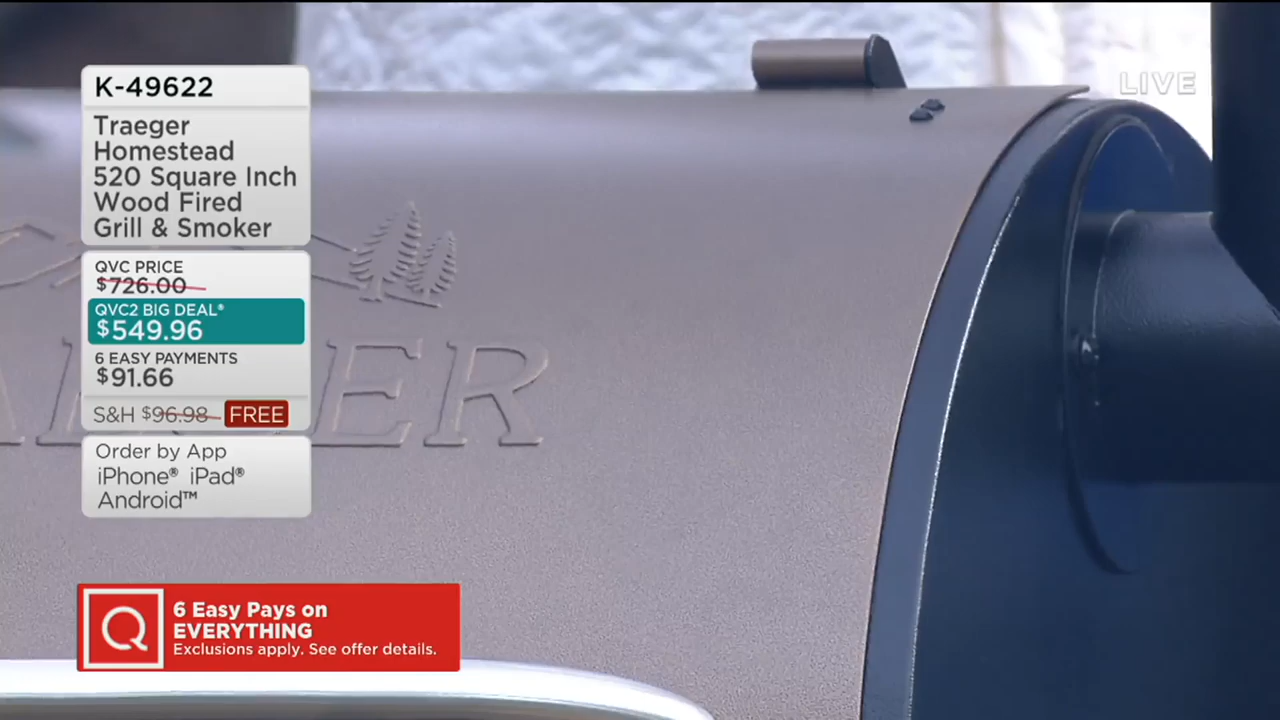 K-49622
Traeger
Homestead
520 Square Inch
Wood Fired
Grill & Smoker
QVC PRICE
$726.00
QVC2 BIG DEAL®
$549.96
6 EASY PAYMENTS
$91.66
S&H $96.98 FREE
Order by App
iPhone® iPad®
Android™
Q
6 Easy Pays on
EVERYTHING
Exclusions apply. See offer details.
LIVE